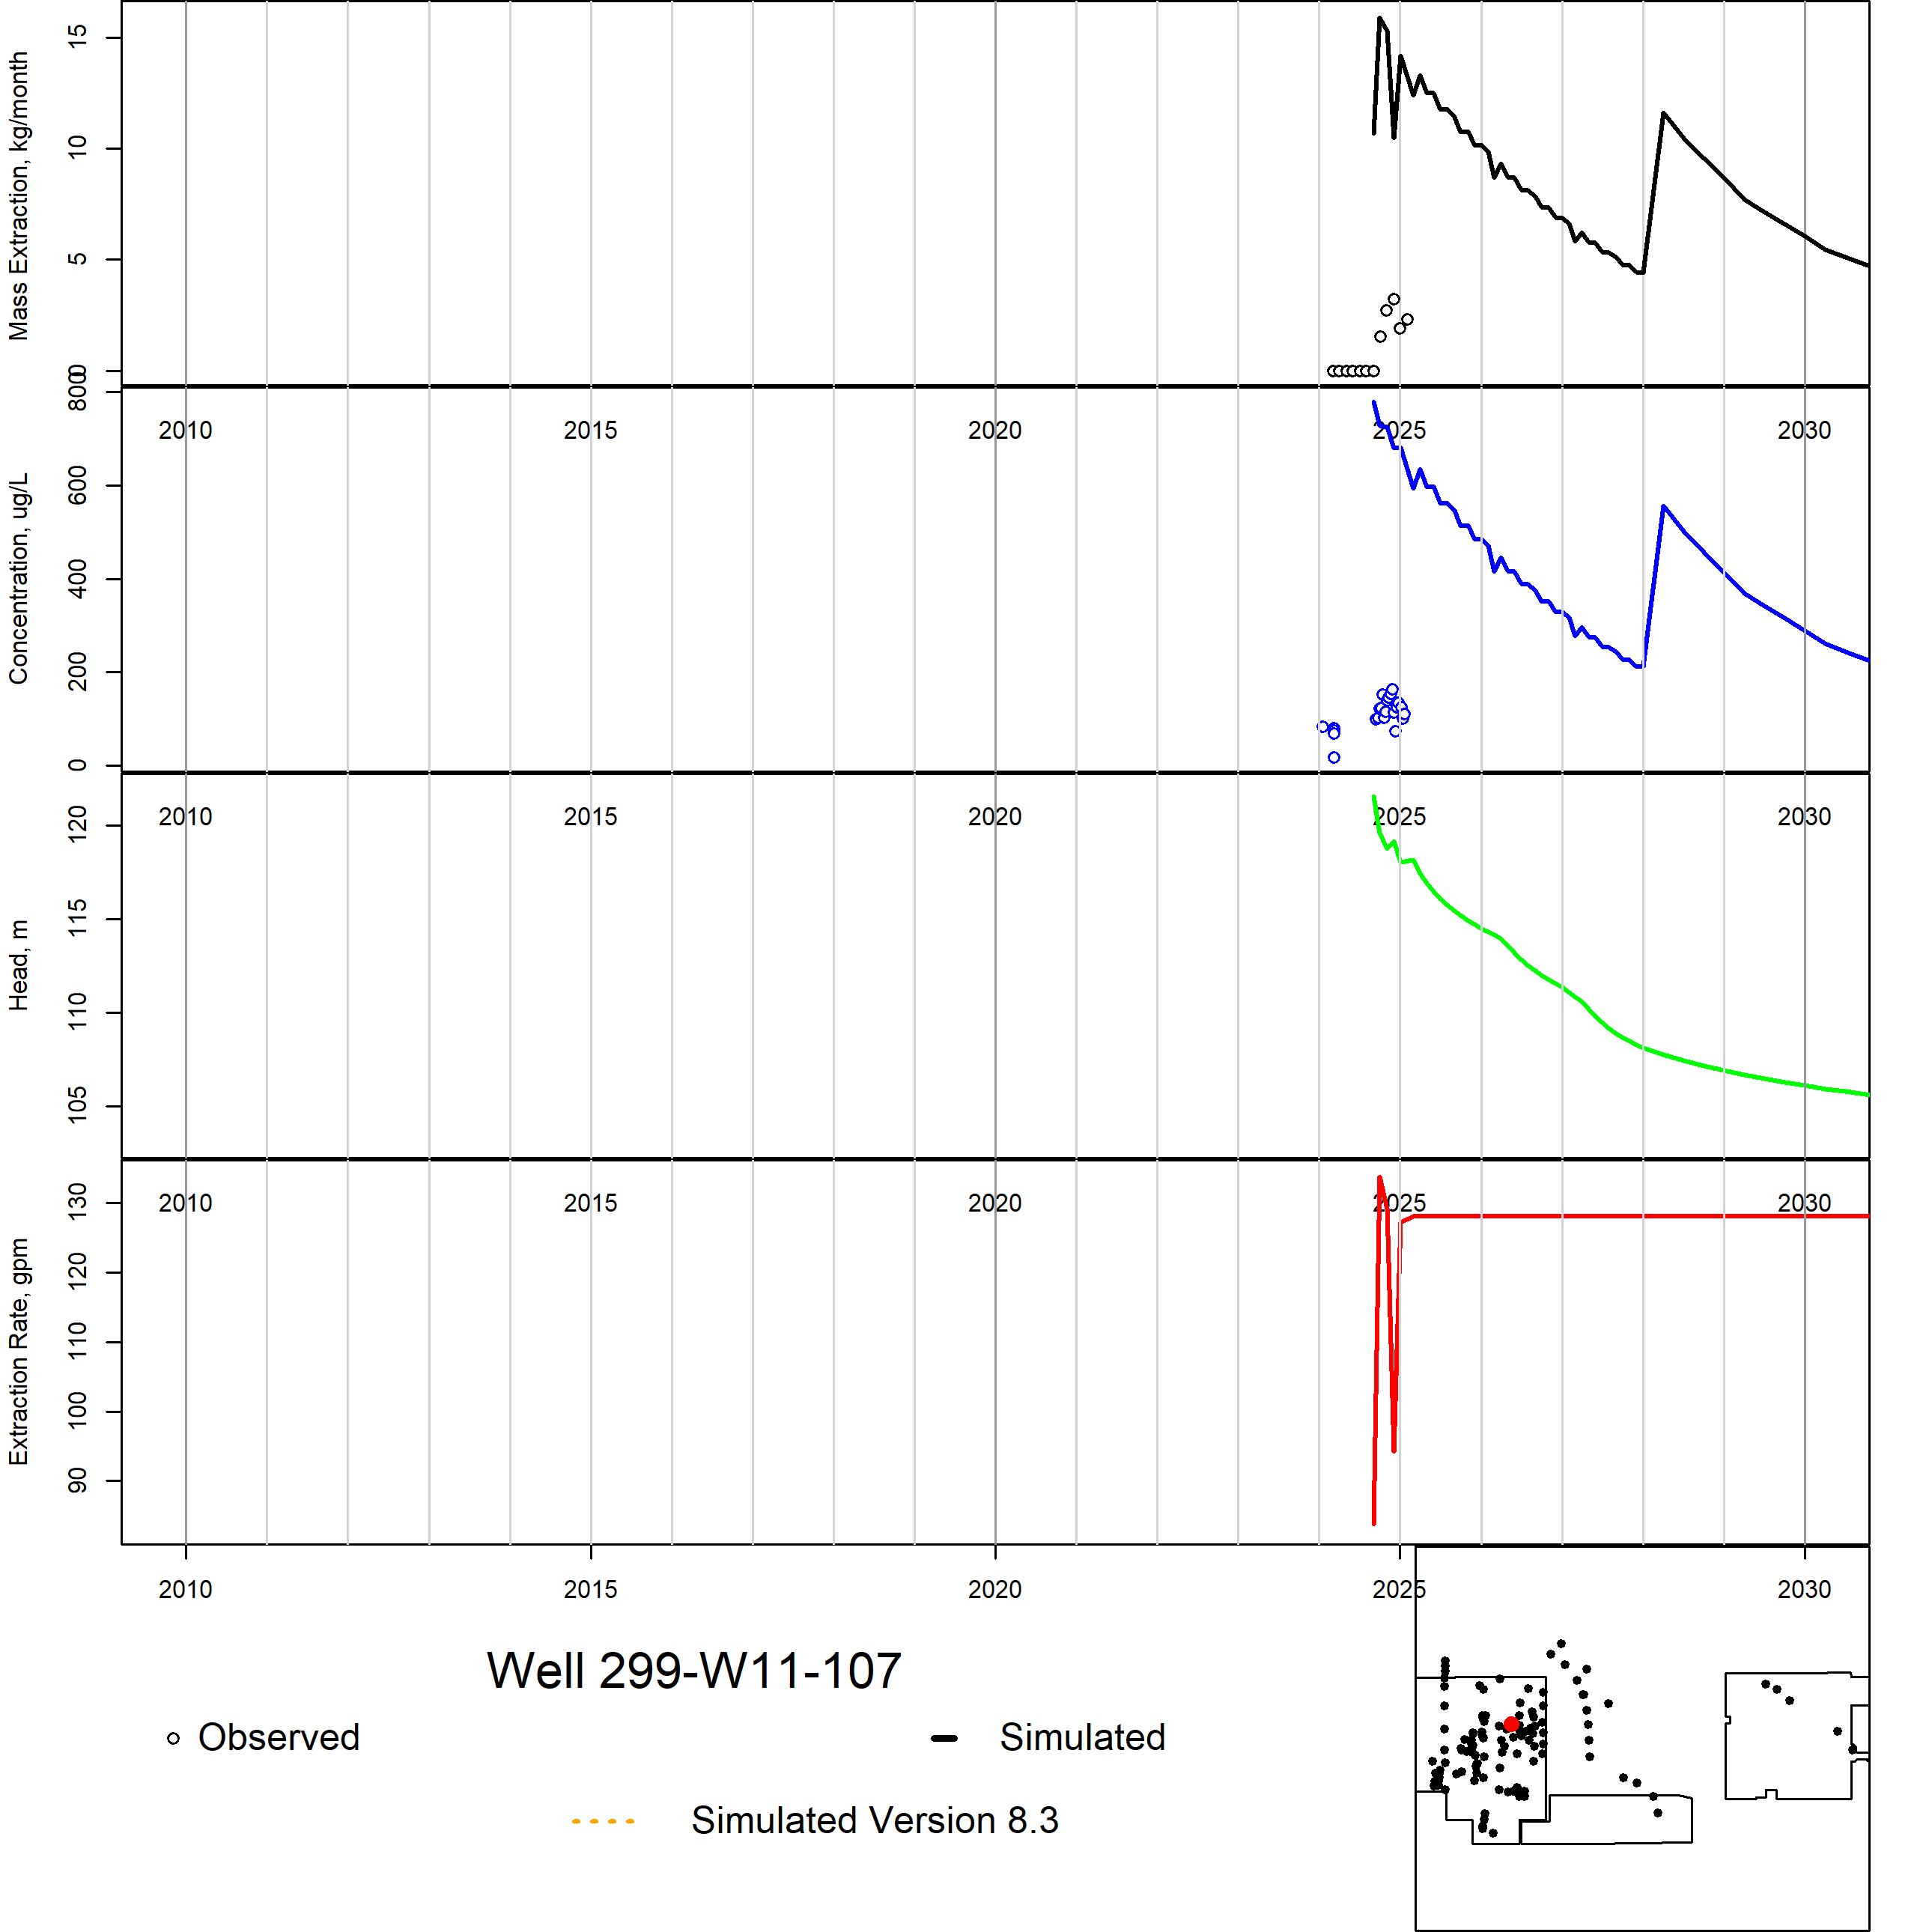 Mass Extraction, kg/month
15
10
5
0
2010 2015 2020 2025 2030
Concentration, ug/L
800
600
400
200
0
2010 2015 2020 2025 2030
Head, m
120
115
110
105
2010 2015 2020 2025 2030
Extraction Rate, gpm
130
120
110
100
90
2010 2015 2020 2025 2030
Well 299-W11-107
Observed Simulated
Simulated Version 8.3